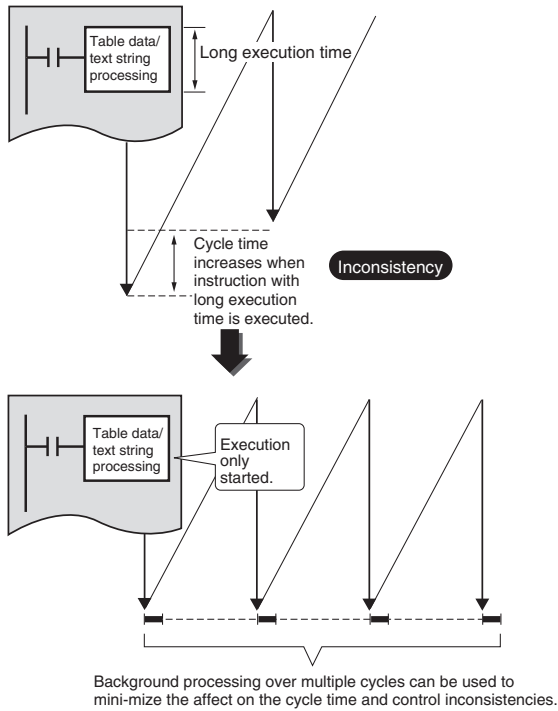 Table data/
text string
processing
Long execution time
Cycle time
increases when
instruction with
long execution
time is executed.
Inconsistency
Table data/
text string
processing
Execution
only
started.
Background processing over multiple cycles can be used to
mini-mize the affect on the cycle time and control inconsistencies.